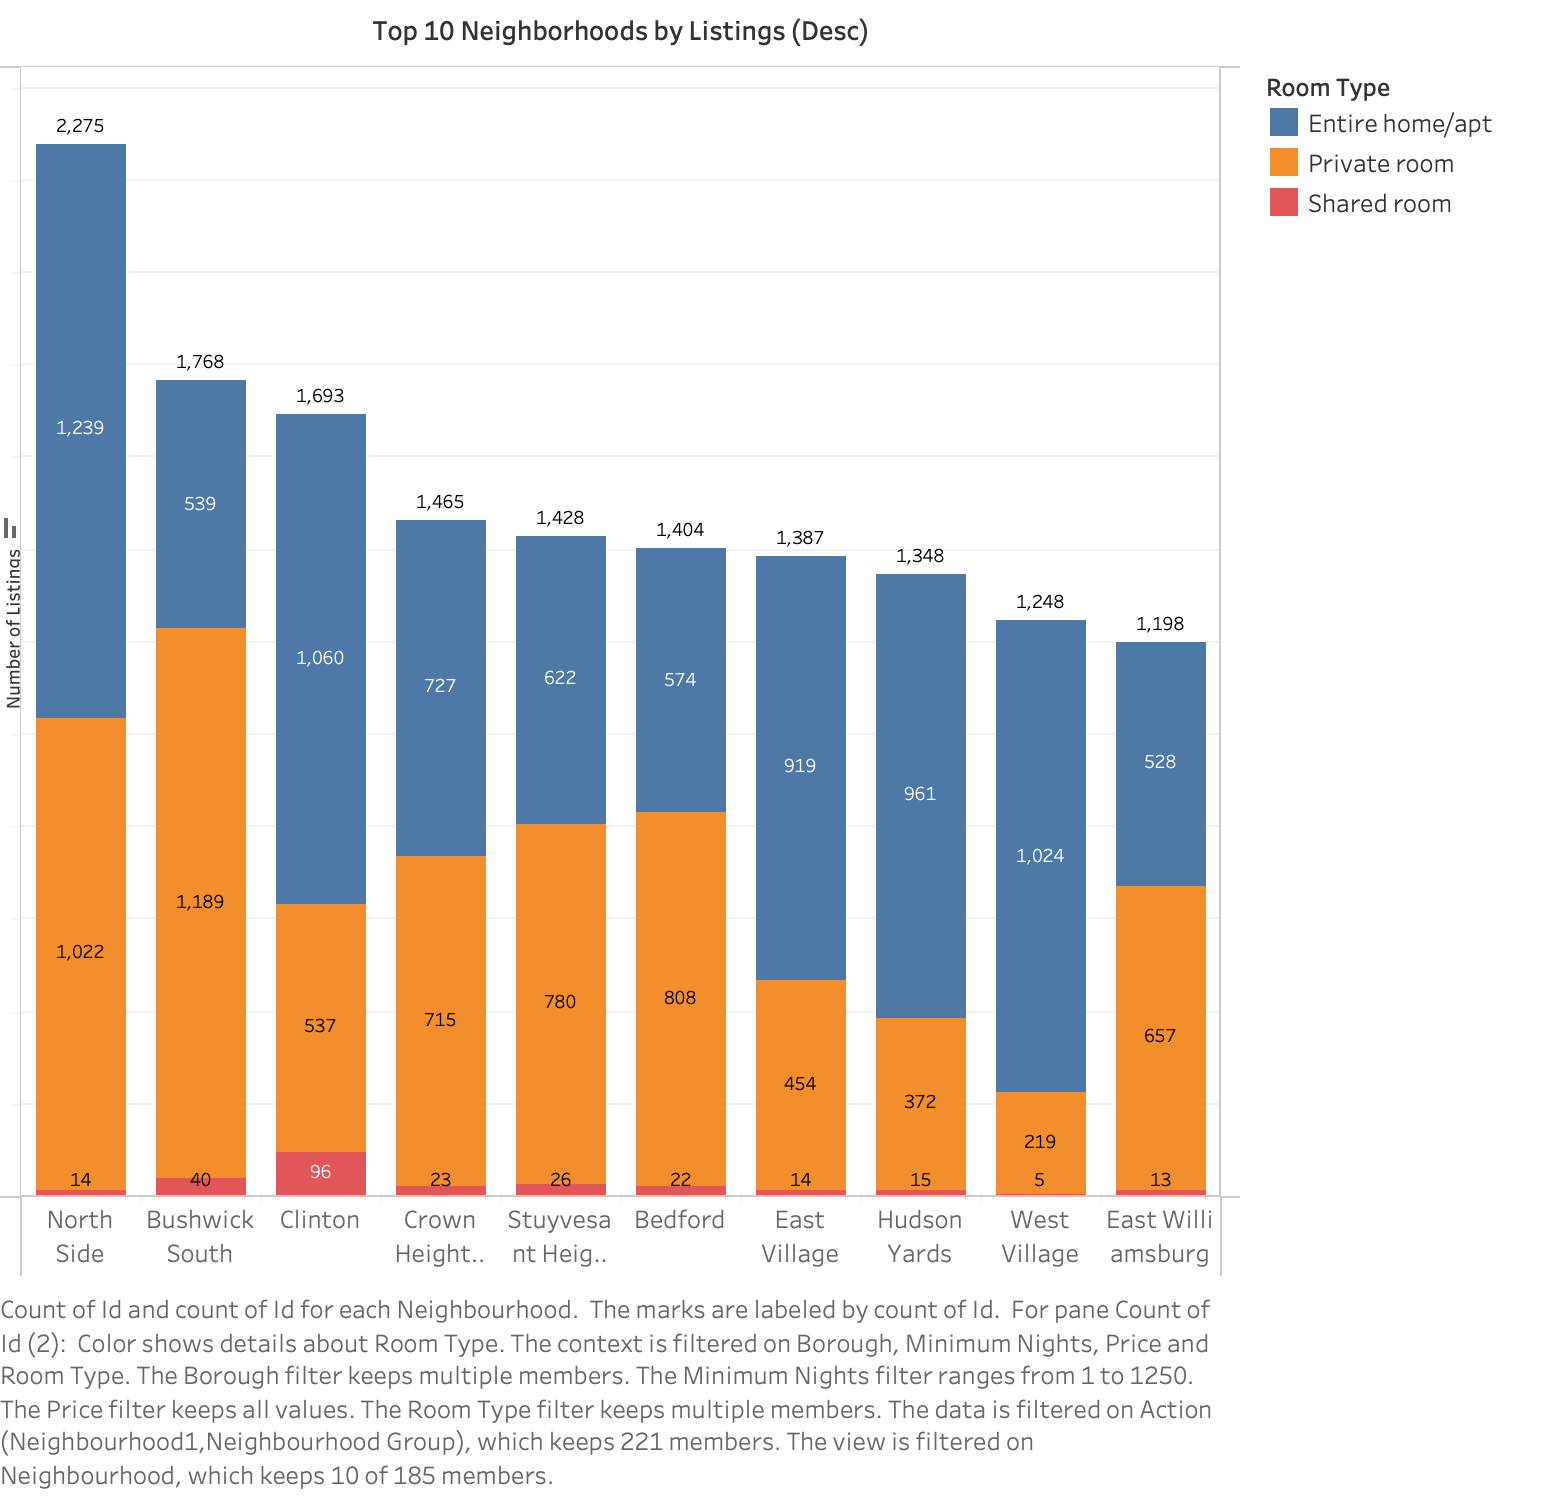 Top 10 Neighborhoods by Listings (Desc)
Room Type
Entire home/apt
Private room
Shared room
Number of Listings
2,275
1,768
1,693
1,465
1,428
1,404
1,387
1,348
1,248
1,198
1,239
539
1,060
727
622
574
919
961
1,024
528
1,022
1,189
537
715
780
808
454
372
219
657
14
40
96
23
26
22
14
15
5
13
North
Side
Bushwick
South
Clinton
Crown
Height..
Stuyvesa
nt Heig..
Bedford
East
Village
Hudson
Yards
West
Village
East Willi
amsburg
Count of Id and count of Id for each Neighbourhood.  The marks are labeled by count of Id.  For pane Count of
Id (2):  Color shows details about Room Type. The context is filtered on Borough, Minimum Nights, Price and
Room Type. The Borough filter keeps multiple members. The Minimum Nights filter ranges from 1 to 1250.
The Price filter keeps all values. The Room Type filter keeps multiple members. The data is filtered on Action
(Neighbourhood1,Neighbourhood Group), which keeps 221 members. The view is filtered on
Neighbourhood, which keeps 10 of 185 members.